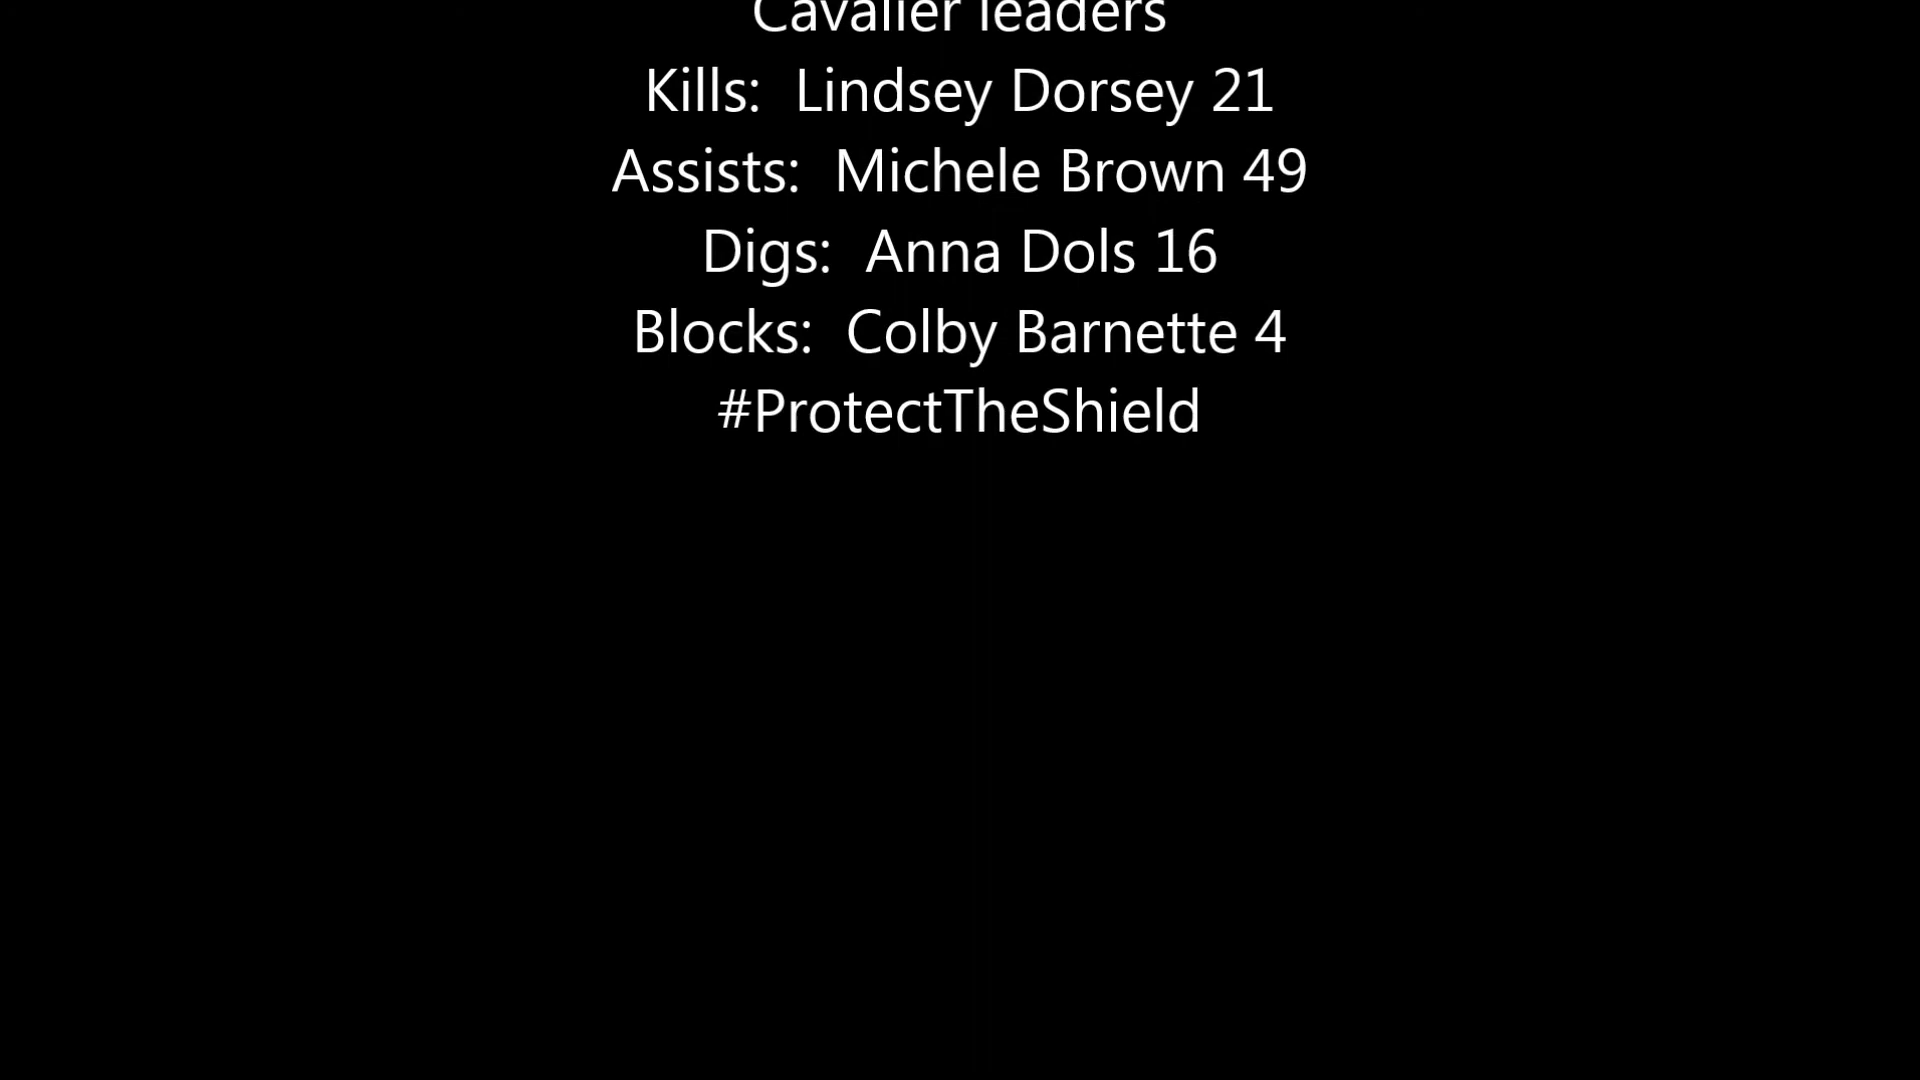 Cavalier leaders
Kills:  Lindsey Dorsey 21
Assists:  Michele Brown 49
Digs:  Anna Dols 16
Blocks:  Colby Barnette 4
#ProtectTheShield